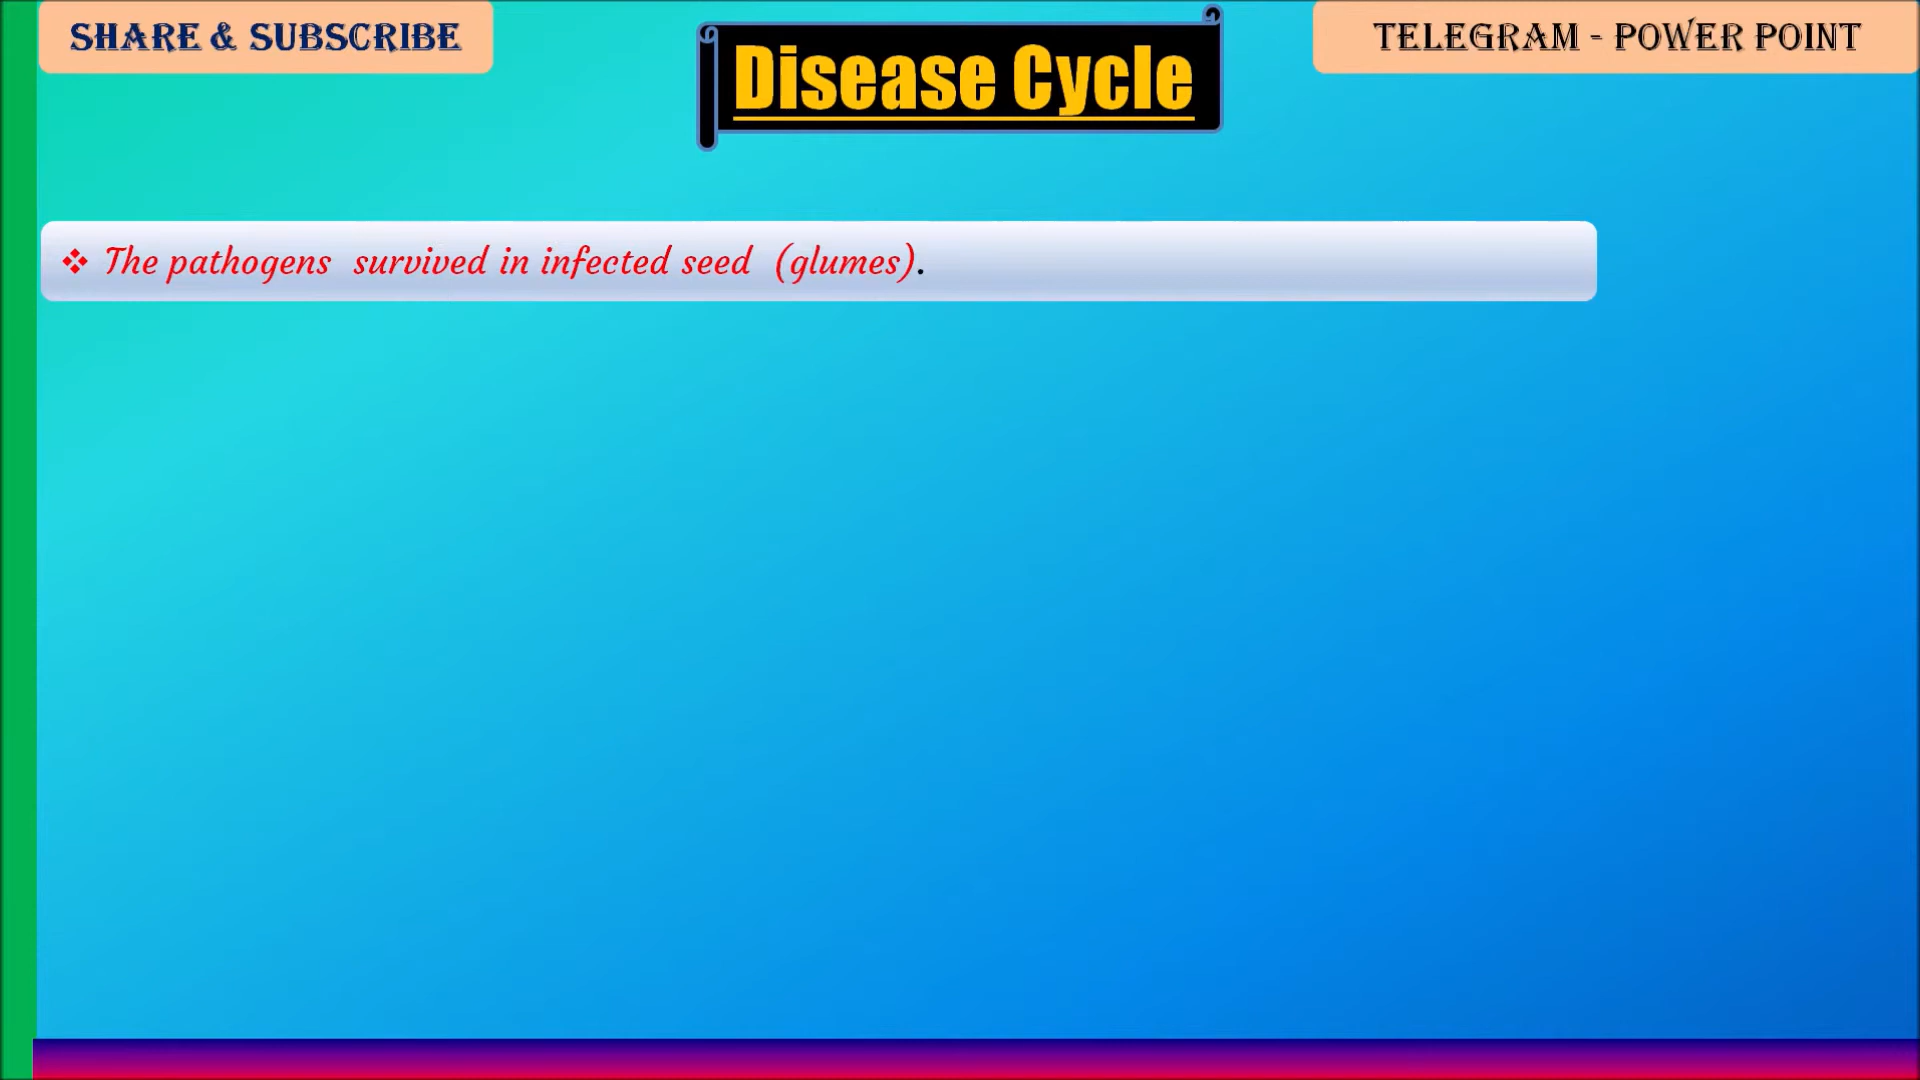 SHARE & SUBSCRIBE
Disease Cycle
TELEGRAM - POWER POINT
❖ The pathogens survived in infected seed (glumes).